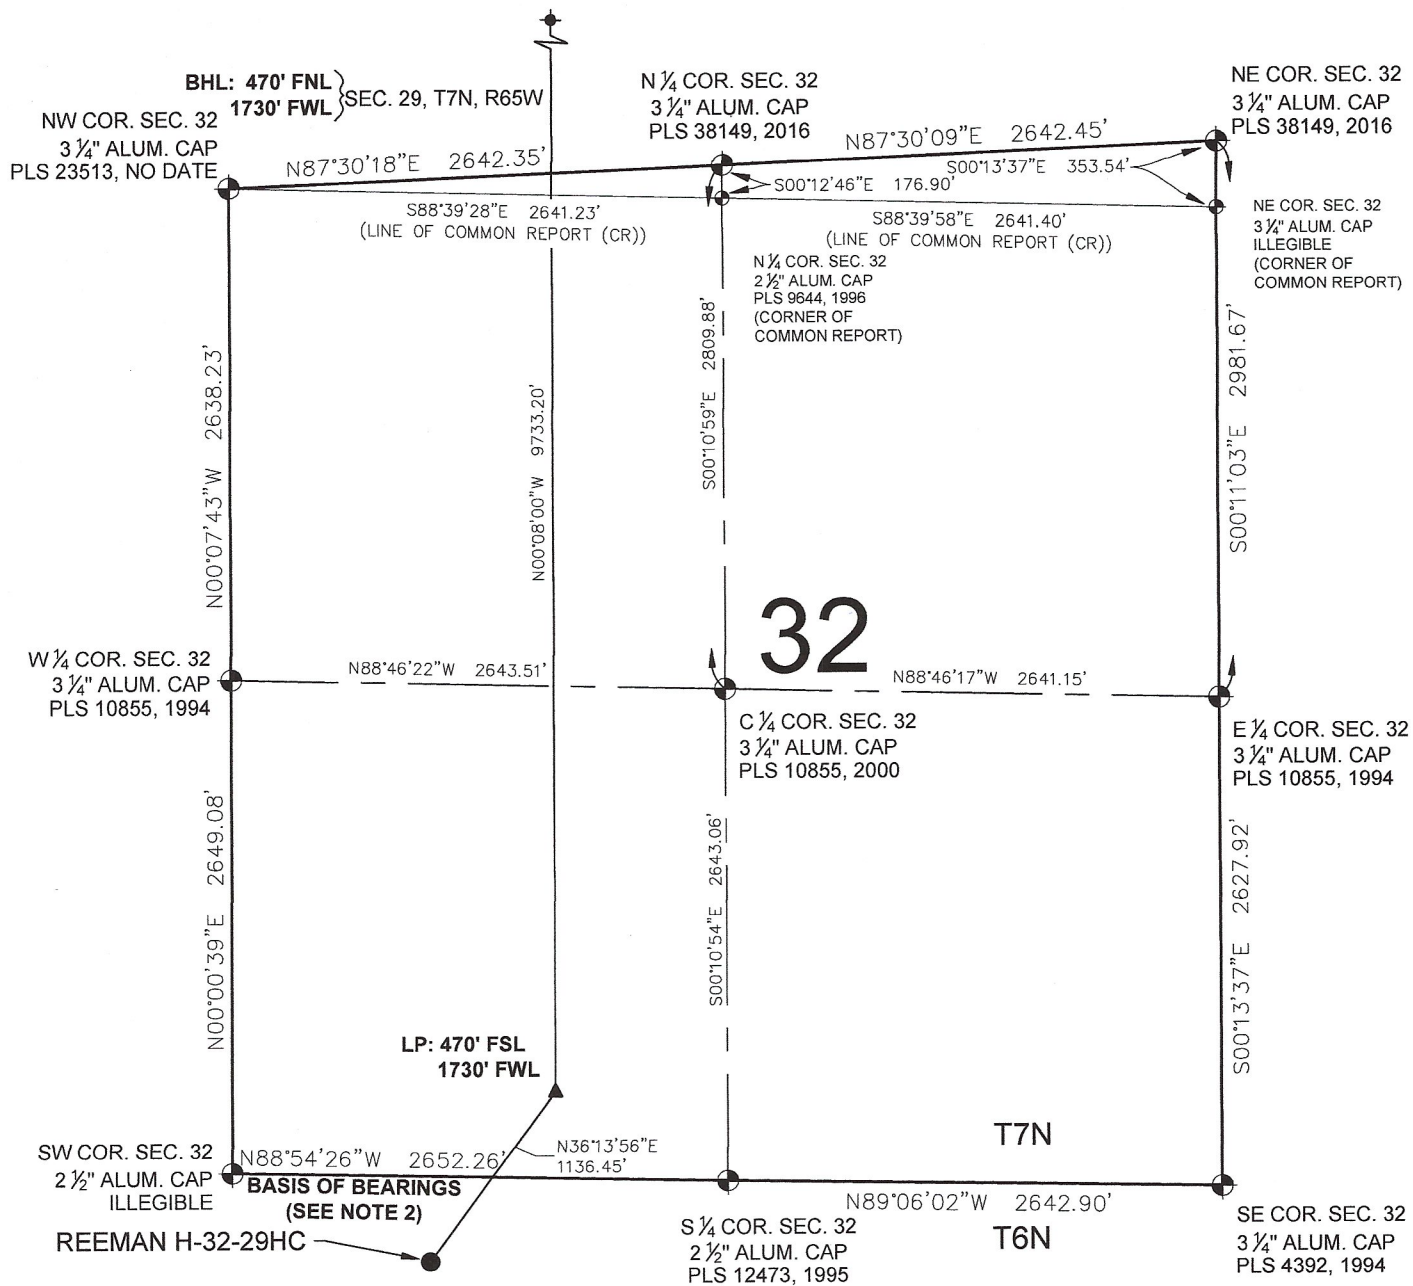 BHL: 470' FNL
1730' FWL
SEC. 29, T7N, R65W
NW COR. SEC. 32
3 ¼" ALUM. CAP
PLS 23513, NO DATE
N ¼ COR. SEC. 32
3 ¼" ALUM. CAP
PLS 38149, 2016
NE COR. SEC. 32
3 ¼" ALUM. CAP
PLS 38149, 2016
N87°30'18"E 2642.35'
N87°30'09"E 2642.45'
S00°12'46"E 176.90'
S00°13'37"E 353.54'
S88°39'28"E 2641.23'
(LINE OF COMMON REPORT (CR))
S88°39'58"E 2641.40'
(LINE OF COMMON REPORT (CR))
NE COR. SEC. 32
3 ¼" ALUM. CAP
ILLEGIBLE
(CORNER OF
COMMON REPORT)
N ¼ COR. SEC. 32
2 ½" ALUM. CAP
PLS 9644, 1996
(CORNER OF
COMMON REPORT)
N00°07'43"W 2638.23'
N00°08'00"W 9733.20'
S00°10'59"E 2809.88'
S00°11'03"E 2981.67'
32
W ¼ COR. SEC. 32
3 ¼" ALUM. CAP
PLS 10855, 1994
N88°46'22"W 2643.51'
N88°46'17"W 2641.15'
C ¼ COR. SEC. 32
3 ¼" ALUM. CAP
PLS 10855, 2000
E ¼ COR. SEC. 32
3 ¼" ALUM. CAP
PLS 10855, 1994
N00°00'39"E 2649.08'
S00°10'54"E 2643.06'
S00°13'37"E 2627.92'
LP: 470' FSL
1730' FWL
T7N
SW COR. SEC. 32
2 ½" ALUM. CAP
ILLEGIBLE
N88°54'26"W 2652.26'
BASIS OF BEARINGS
(SEE NOTE 2)
N36°13'56"E
1136.45'
REEMAN H-32-29HC
N89°06'02"W 2642.90'
T6N
S ¼ COR. SEC. 32
2 ½" ALUM. CAP
PLS 12473, 1995
SE COR. SEC. 32
3 ¼" ALUM. CAP
PLS 4392, 1994